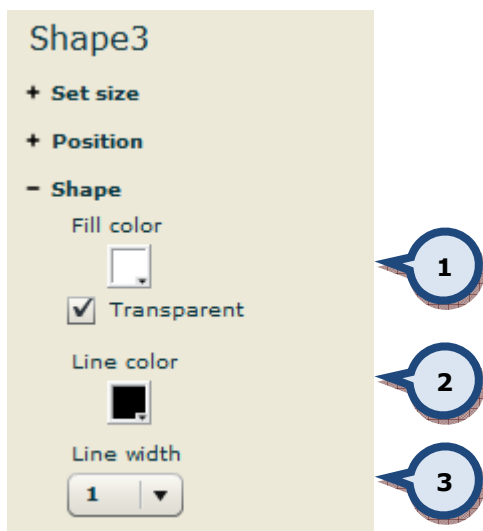 Shape3
+ Set size
+ Position
- Shape
Fill color
1
Transparent
Line color
2
Line width
1
3